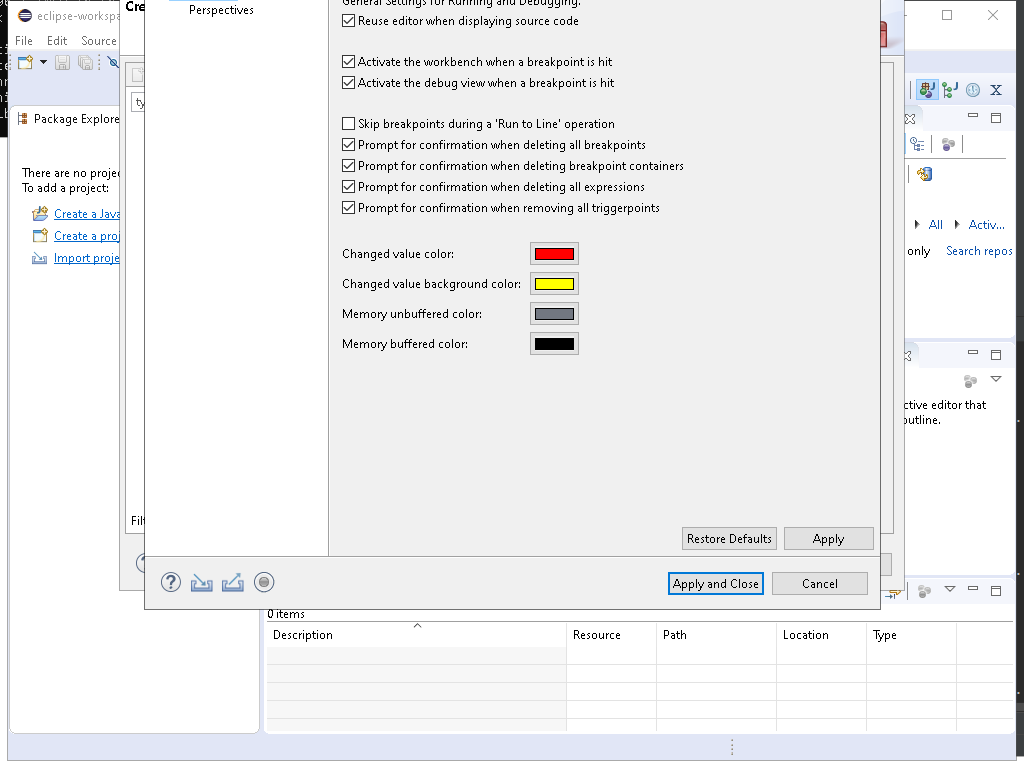 Perspectives
General Settings for Running and Debugging.
Reuse editor when displaying source code
Activate the workbench when a breakpoint is hit
Activate the debug view when a breakpoint is hit
Skip breakpoints during a 'Run to Line' operation
Prompt for confirmation when deleting all breakpoints
Prompt for confirmation when deleting breakpoint containers
Prompt for confirmation when deleting all expressions
Prompt for confirmation when removing all triggerpoints
Changed value color:
Changed value background color:
Memory unbuffered color:
Memory buffered color:
Restore Defaults
Apply
Apply and Close
Cancel
eclipse-workspa
Cre
File Edit Source
ty
Package Explore
There are no proje
To add a project:
Create a Java
Create a proj
Import proje
Filt
All
Activ...
only
Search repos
ctive editor that
outline.
0 items
Description Resource Path Location Type